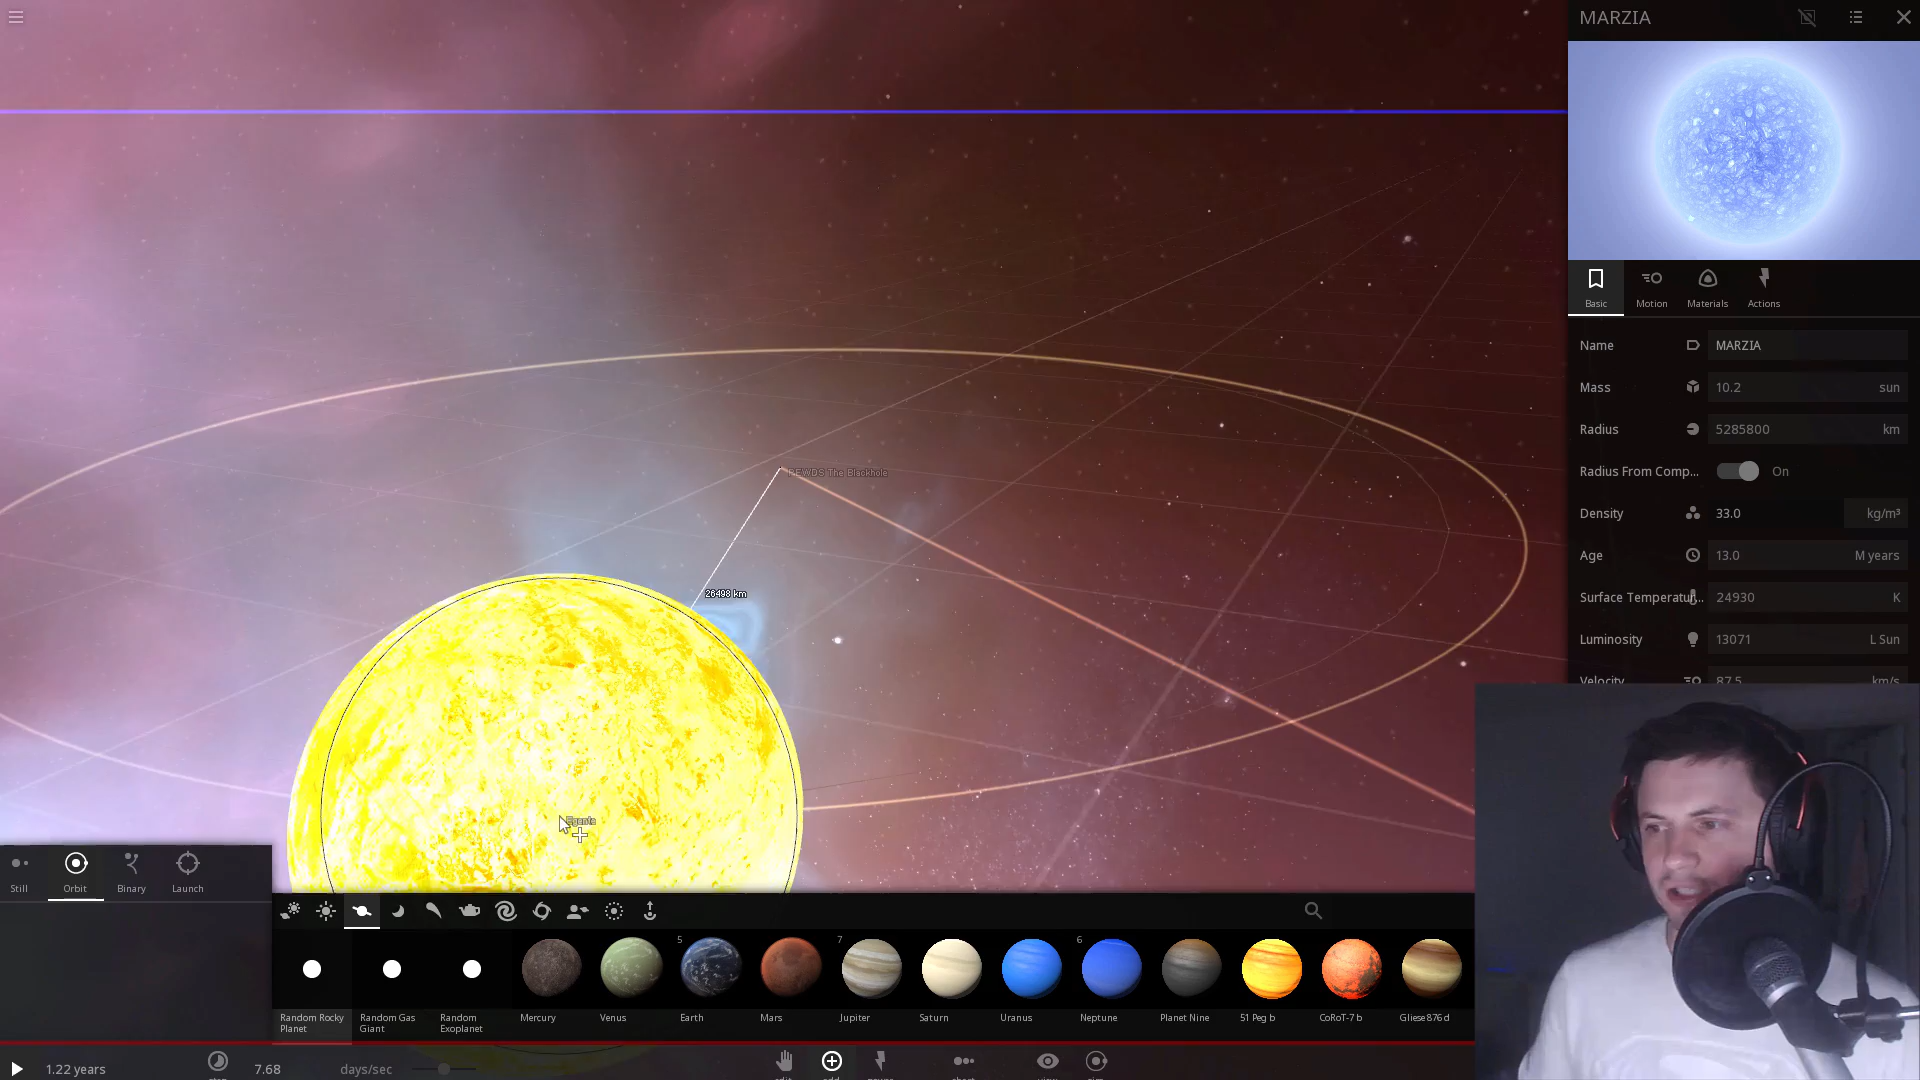 MARZIA
Basic
Motion
Materials
Actions
Name
MARZIA
Mass
10.2
sun
Radius
5285800
km
Radius From Comp...
On
Density
33.0
kg/m³
Age
13.0
M years
Surface Temperatur...
24930
K
Luminosity
13071
L Sun
Velocity
87.5
km/s
PEWDS The Blackhole
26498 km
Still
Orbit
Binary
Launch
5
7
6
Random Rocky
Planet
Random Gas
Giant
Random
Exoplanet
Mercury
Venus
Earth
Mars
Jupiter
Saturn
Uranus
Neptune
Planet Nine
51 Peg b
CoRoT-7 b
Gliese 876 d
1.22 years
7.68
days/sec